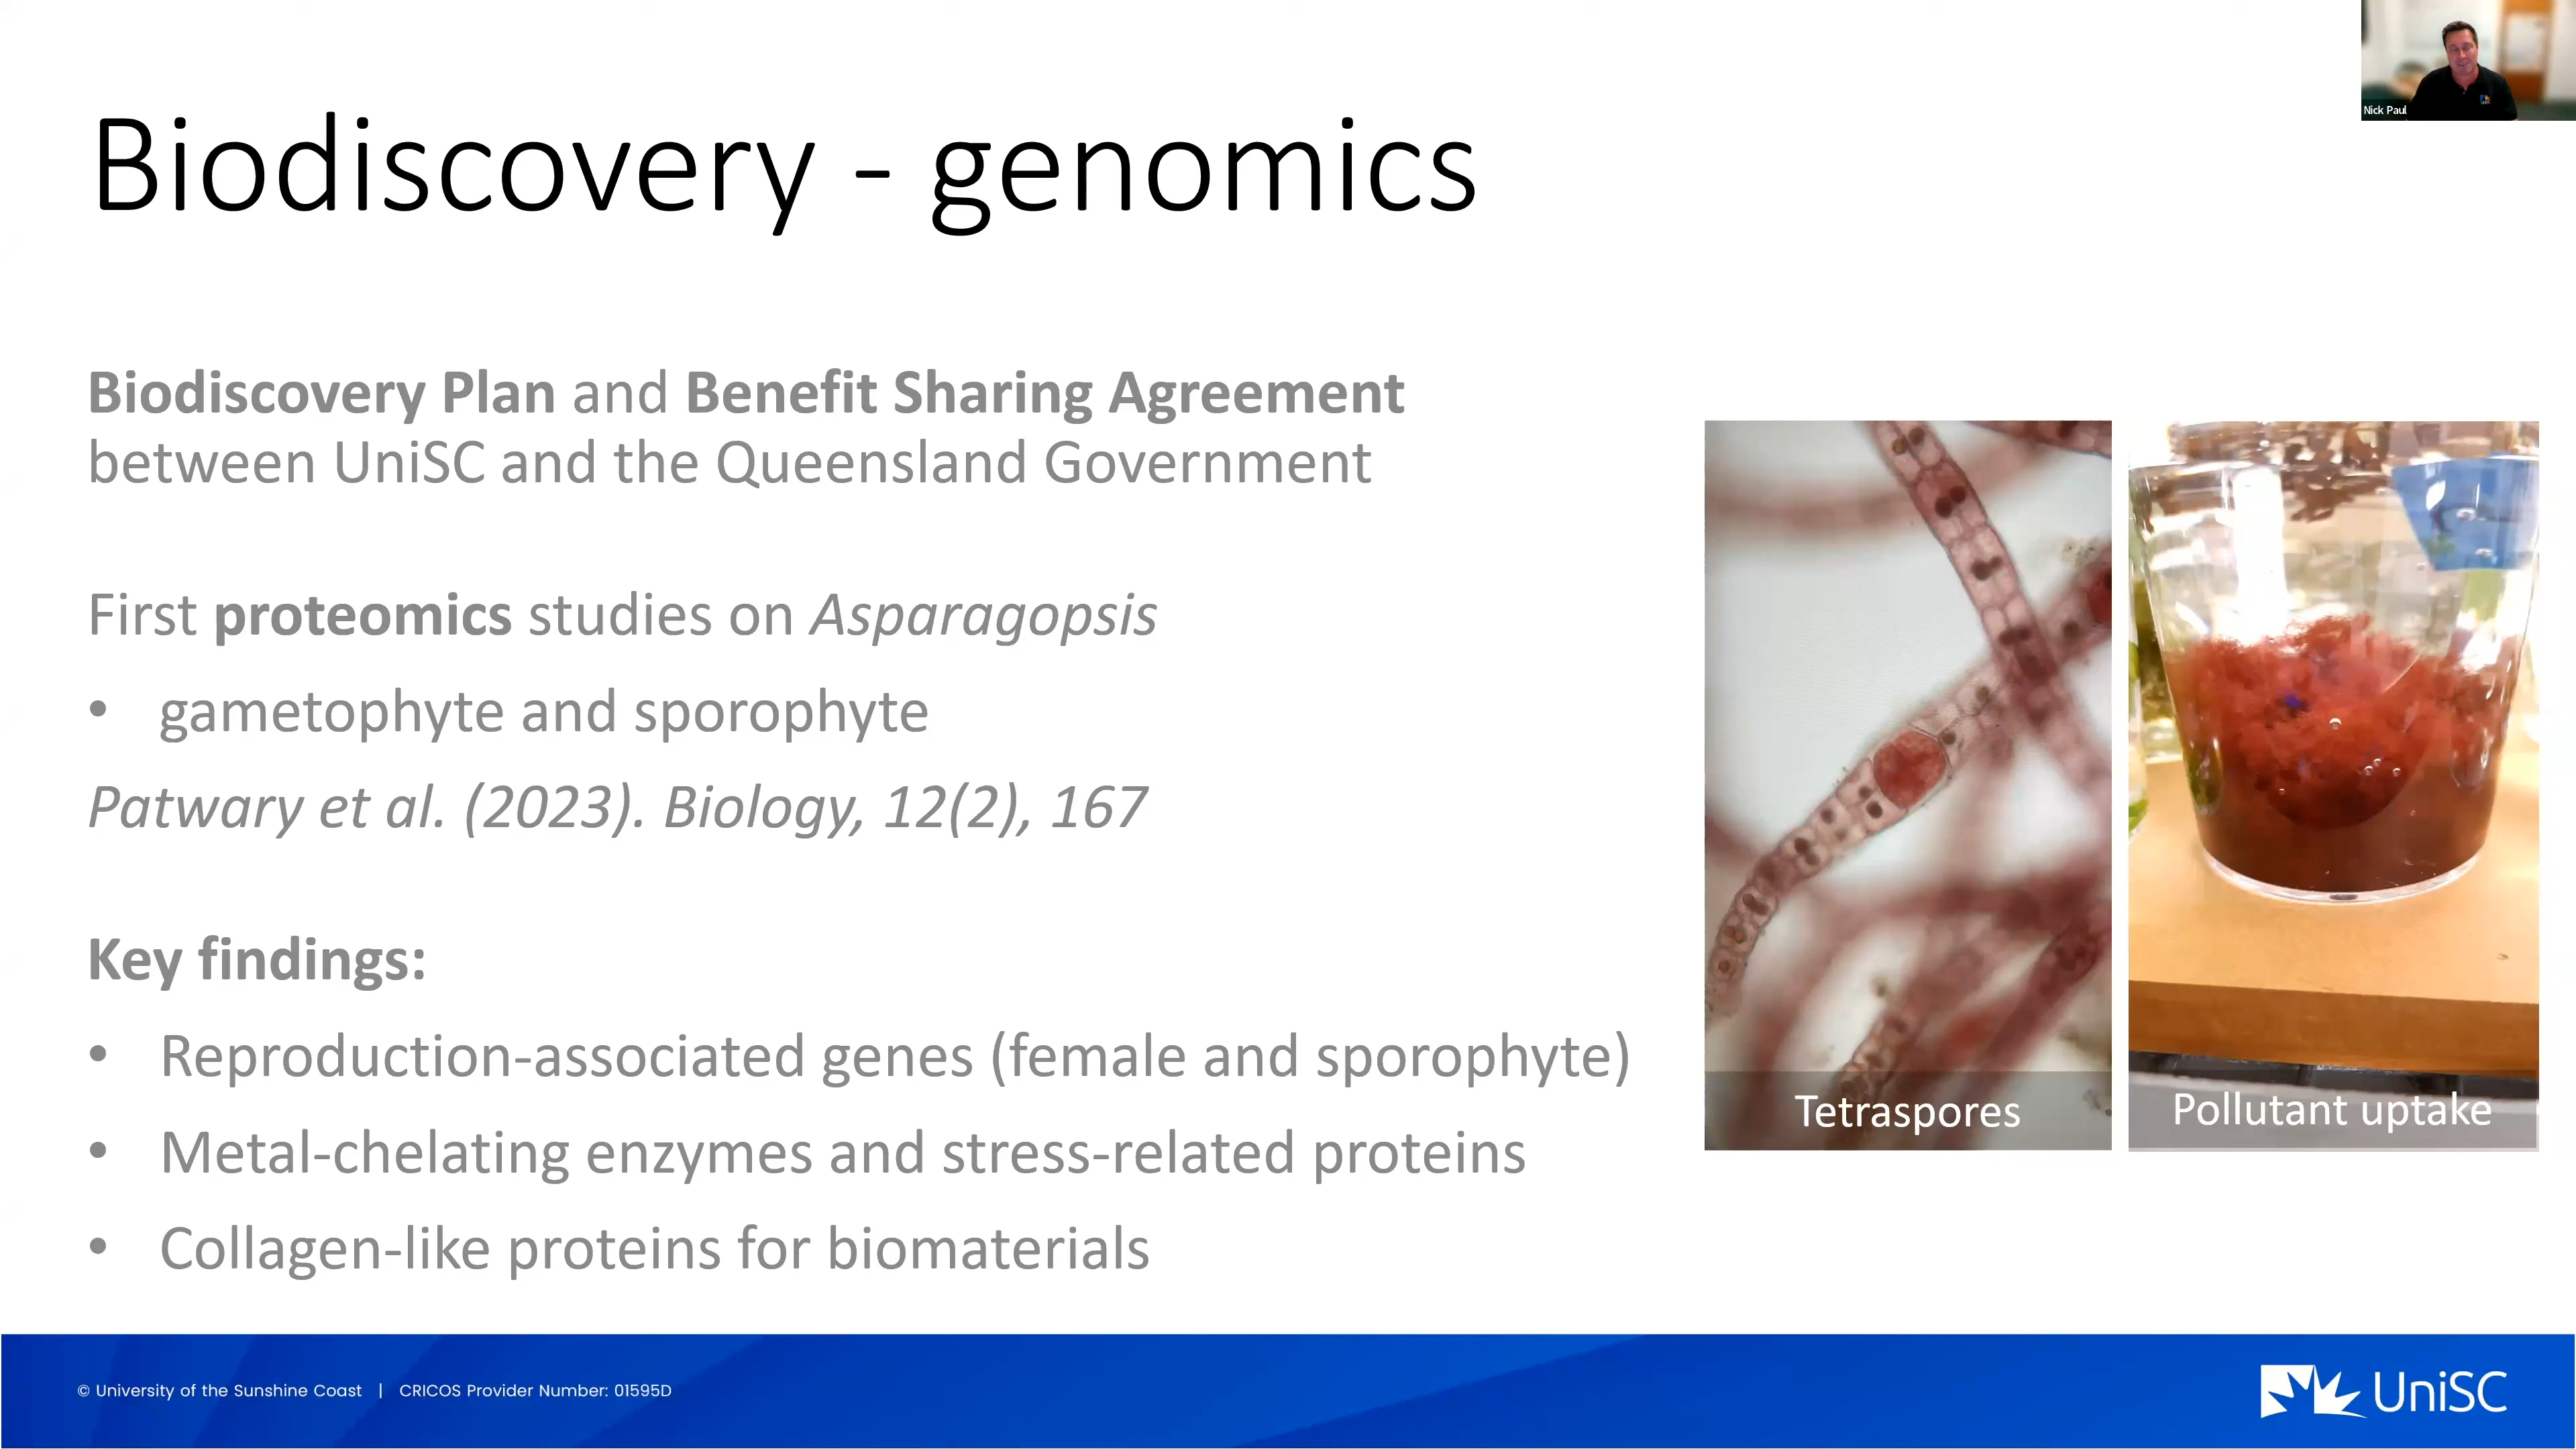 Nick Paul
Biodiscovery - genomics
Biodiscovery Plan and Benefit Sharing Agreement
between UniSC and the Queensland Government
First proteomics studies on Asparagopsis
• gametophyte and sporophyte
Patwary et al. (2023). Biology, 12(2), 167
Key findings:
• Reproduction-associated genes (female and sporophyte)
• Metal-chelating enzymes and stress-related proteins
• Collagen-like proteins for biomaterials
Tetraspores
Pollutant uptake
© University of the Sunshine Coast | CRICOS Provider Number: 01595D
UniSC